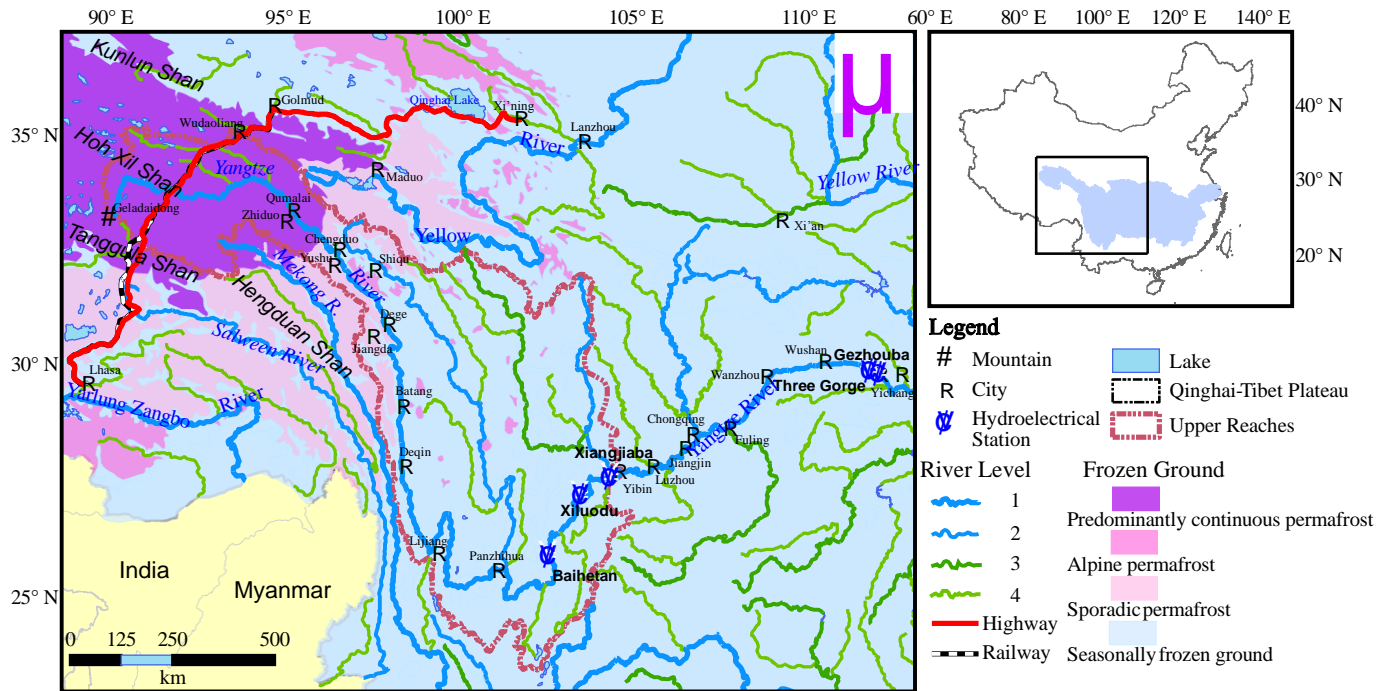 90° E 95° E 100° E 105° E 110° E 60° E 80° E 100° E 120° E 140° E
Kunlun Shan
µ
Golmud
Qinghai Lake
Xi'ning
Wudaoliang
35° N
Lanzhou
River
40° N
Hoh Xil Shan
Yangtze
Maduo
Yellow River
30° N
Qumalai
Geladaidong
Zhiduo
Xi'an
20° N
Tanggula Shan
Chengduo
Yellow
Yushu
River
Shiqu
Mekong R.
Hengduan Shan
Dege
Salween River
Jiangda
30° N
Wushan
Gezhouba
Lhasa
Wanzhou
Three Gorge
Yichang
Yarlung Zangbo River
Batang
Chongqing
Yangtze River
Fuling
Deqin
Xiangjiaba
Jiangjin
Yibin
Luzhou
Xiluodu
Lijiang
Panzhihua
Baihetan
India
Myanmar
25° N
0 125 250 500
km
Legend
# Mountain
R City
Hydroelectrical
Station
Lake
Qinghai-Tibet Plateau
Upper Reaches
River Level
1
2
3
4
Highway
Railway
Frozen Ground
Predominantly continuous permafrost
Alpine permafrost
Sporadic permafrost
Seasonally frozen ground